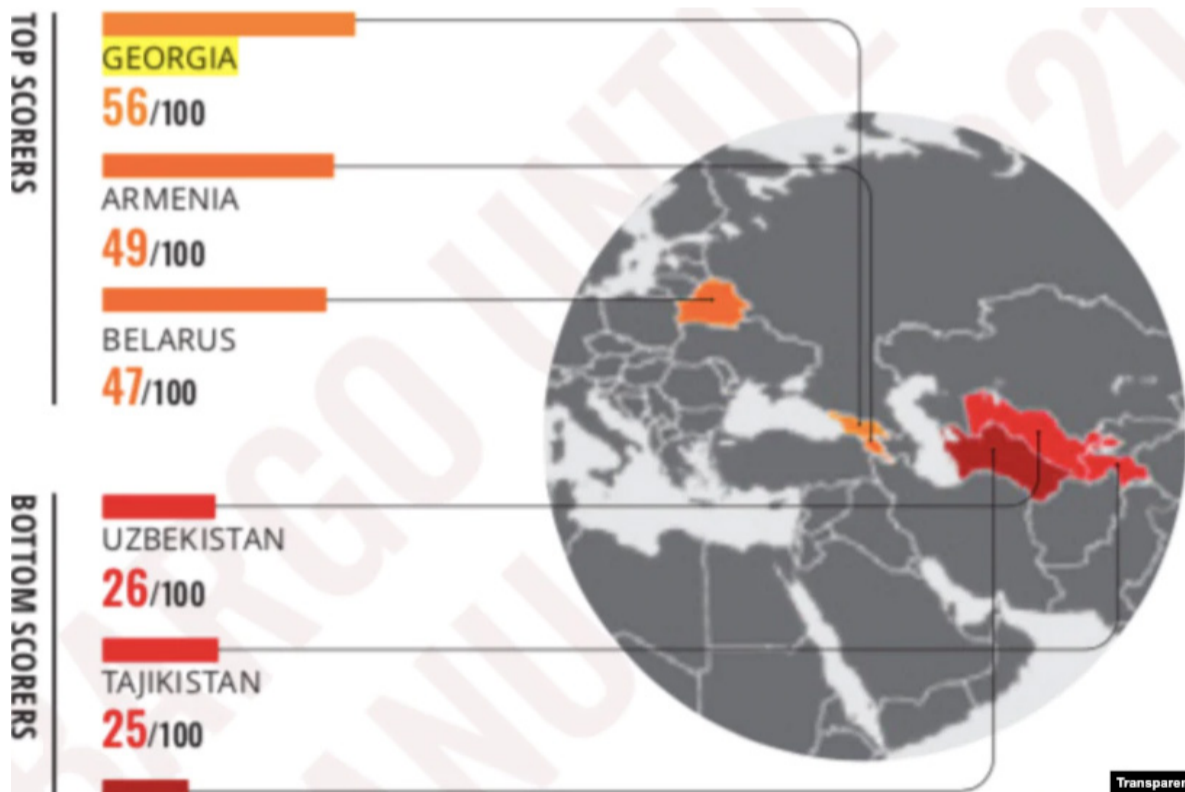 TOP SCORERS
GEORGIA
56/100
ARMENIA
49/100
BELARUS
47/100
BOTTOM SCORERS
UZBEKISTAN
26/100
TAJIKISTAN
25/100